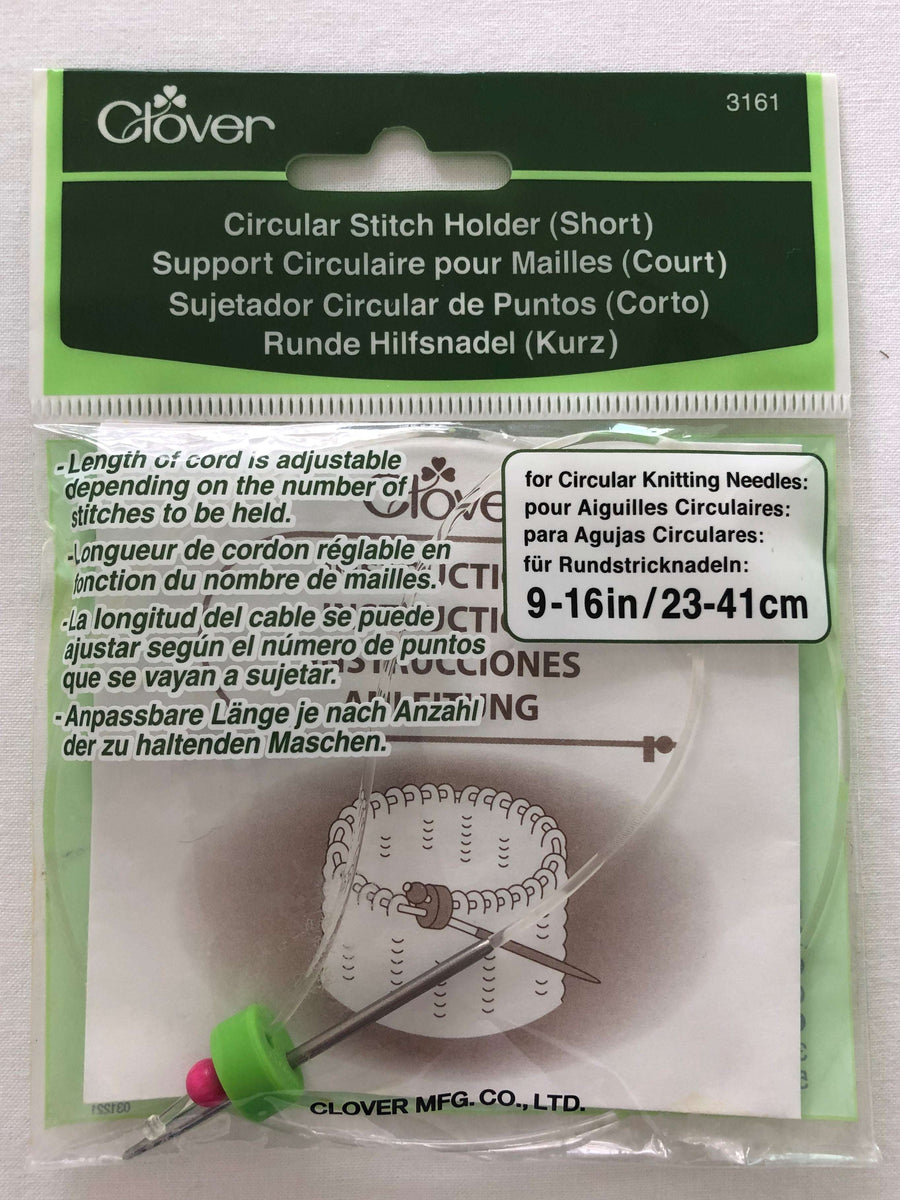 Clover
3161
Circular Stitch Holder (Short)
Support Circulaire pour Mailles (Court)
Sujetador Circular de Puntos (Corto)
Runde Hilfsnadel (Kurz)
-Length of cord is adjustable
depending on the number of
stitches to be held.
-Longueur de cordon réglable en
fonction du nombre de mailles.
-La longitud del cable se puede
ajustar según el número de puntos
que se vayan a sujetar.
-Anpassbare Länge je nach Anzahl
der zu haltenden Maschen.
for Circular Knitting Needles:
pour Aiguilles Circulaires:
para Agujas Circulares:
für Rundstricknadeln:
9-16in/23-41cm
Clove
INSTRUCCIONES
ANLEITUNG
CLOVER MFG. CO., LTD.
031221